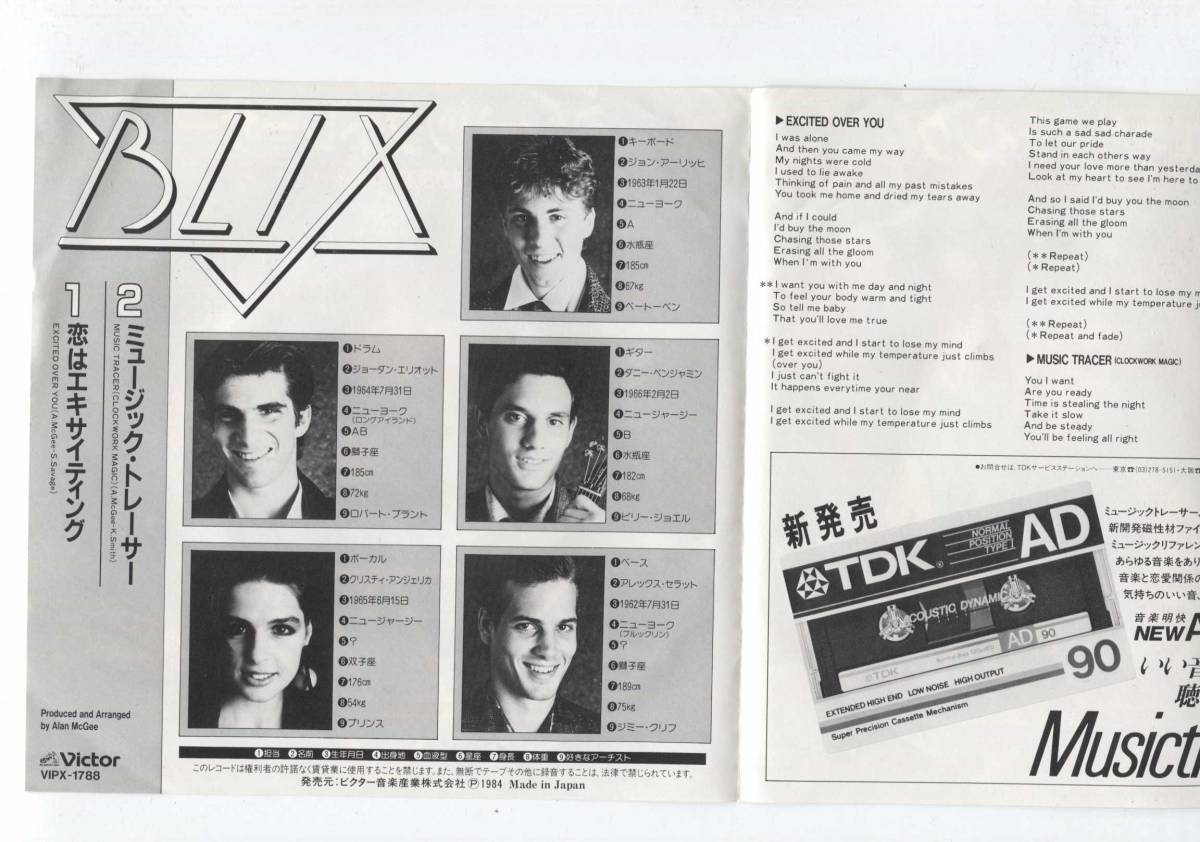 BLIX
1 恋はエキサイティング
EXCITED OVER YOU(A.McGee-S.Savage)
2 ミュージック・トレーサー
MUSIC TRACER(CLOCKWORK MAGIC)(A.McGee-K.Smith)
Produced and Arranged
by Alan McGee
Victor
VIPX-1788
❶キーボード
❷ジョン・アーリッヒ
❸1963年1月22日
❹ニューヨーク
❺A
❻水瓶座
❼185cm
❽67kg
❾ベートーベン
❶ドラム
❷ジョーダン・エリオット
❸1964年7月31日
❹ニューヨーク
(ロングアイランド)
❺AB
❻獅子座
❼185cm
❽72kg
❾ロバート・プラント
❶ギター
❷ダニー・ベンジャミン
❸1966年2月2日
❹ニュージャージー
❺B
❻水瓶座
❼182cm
❽68kg
❾ビリー・ジョエル
❶ボーカル
❷クリスティ・アンジェリカ
❸1965年6月15日
❹ニュージャージー
❺?
❻双子座
❼176cm
❽54kg
❾プリンス
❶ベース
❷アレックス・セラット
❸1962年7月31日
❹ニューヨーク
(ブルックリン)
❺?
❻獅子座
❼189cm
❽75kg
❾ジミー・クリフ
❶担当 ❷名前 ❸生年月日 ❹出身地 ❺血液型 ❻星座 ❼身長 ❽体重 ❾好きなアーチスト
このレコードは権利者の許諾なく賃貸業に使用することを禁じます。また、無断でテープその他に録音することは、法律で禁じられています。
発売元:ビクター音楽産業株式会社 Ⓟ 1984 Made in Japan
▶EXCITED OVER YOU
I was alone
And then you came my way
My nights were cold
I used to lie awake
Thinking of pain and all my past mistakes
You took me home and dried my tears away
And if I could
I'd buy the moon
Chasing those stars
Erasing all the gloom
When I'm with you
**I want you with me day and night
To feel your body warm and tight
So tell me baby
That you'll love me true
*I get excited and I start to lose my mind
I get excited while my temperature just climbs
(over you)
I just can't fight it
It happens everytime your near
I get excited and I start to lose my mind
I get excited while my temperature just climbs
This game we play
Is such a sad sad charade
To let our pride
Stand in each others way
I need your love more than yesterda
Look at my heart to see I'm here to
And so I said I'd buy you the moon
Chasing those stars
Erasing all the gloom
When I'm with you
(**Repeat)
(*Repeat)
I get excited and I start to lose my m
I get excited while my temperature ju
(**Repeat)
(*Repeat and fade)
▶MUSIC TRACER (CLOCKWORK MAGIC)
You I want
Are you ready
Time is stealing the night
Take it slow
And be steady
You'll be feeling all right
●お問合せは、TDKサービスステーションへ——東京☎(03)278-5151・大阪☎
新発売
TDK
NORMAL
POSITION
TYPE I
AD
ACOUSTIC DYNAMIC
AD 90
TDK
90
EXTENDED HIGH END LOW NOISE HIGH OUTPUT
Super Precision Cassette Mechanism
ミュージックトレーサー、
新開発磁性材ファイ
ミュージックリファレン
あらゆる音楽をあり
音楽と恋愛関係の
気持ちのいい音、
音楽明快
NEW A
いい音
聴
Musict